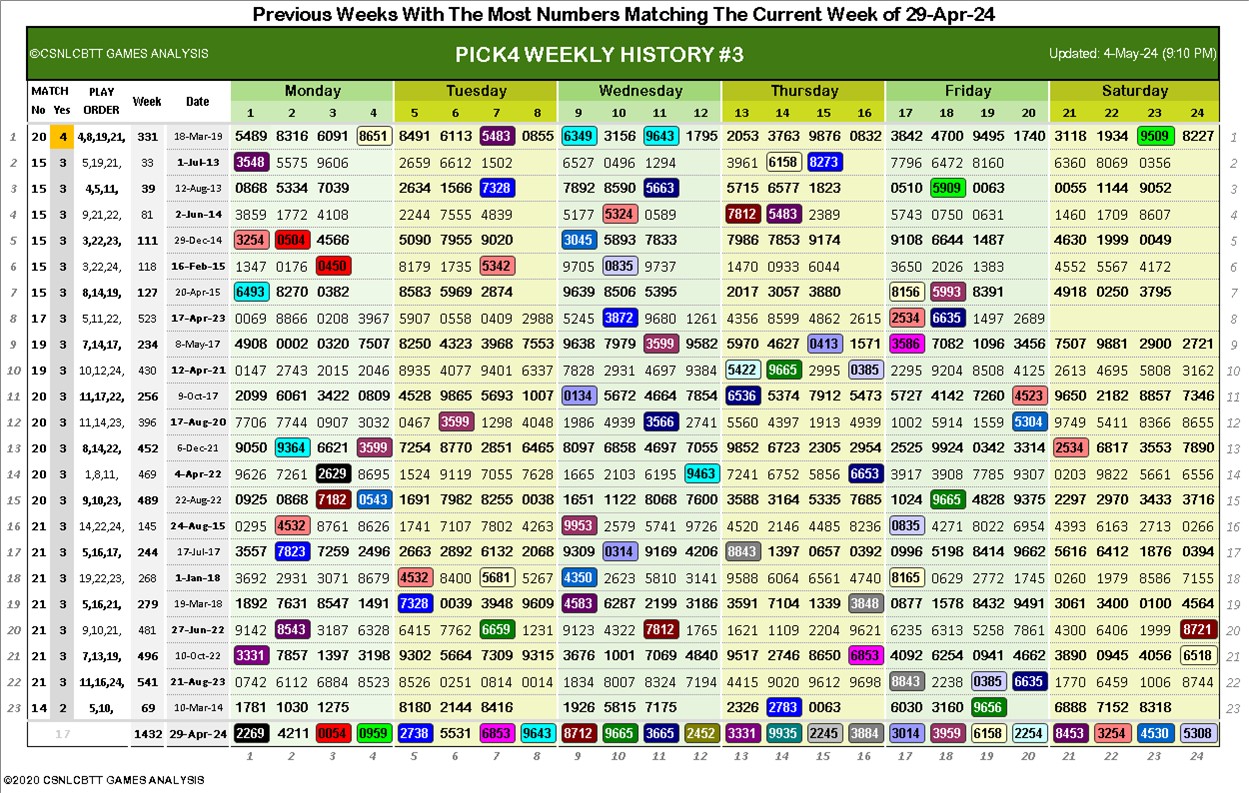 Previous Weeks With The Most Numbers Matching The Current Week of 29-Apr-24
©CSNLCBTT GAMES ANALYSIS PICK4 WEEKLY HISTORY #3 Updated: 4-May-24 (9:10 PM)
MATCH PLAY Week Date Monday Tuesday Wednesday Thursday Friday Saturday
No Yes ORDER 1 2 3 4 5 6 7 8 9 10 11 12 13 14 15 16 17 18 19 20 21 22 23 24
1 20 4 4,8,19,21, 331 18-Mar-19 5489 8316 6091 8651 8491 6113 5483 0855 6349 3156 9643 1795 2053 3763 9876 0832 3842 4700 9495 1740 3118 1934 9509 8227 1
2 15 3 5,19,21, 33 1-Jul-13 3548 5575 9606 2659 6612 1502 6527 0496 1294 3961 6158 8273 7796 6472 8160 6360 8069 0356 2
3 15 3 4,5,11, 39 12-Aug-13 0868 5334 7039 2634 1566 7328 7892 8590 5663 5715 6577 1823 0510 5909 0063 0055 1144 9052 3
4 15 3 9,21,22, 81 2-Jun-14 3859 1772 4108 2244 7555 4839 5177 5324 0589 7812 5483 2389 5743 0750 0631 1460 1709 8607 4
5 15 3 3,22,23, 111 29-Dec-14 3254 0504 4566 5090 7955 9020 3045 5893 7833 7986 7853 9174 9108 6644 1487 4630 1999 0049 5
6 15 3 3,22,24, 118 16-Feb-15 1347 0176 0450 8179 1735 5342 9705 0835 9737 1470 0933 6044 3650 2026 1383 4552 5567 4172 6
7 15 3 8,14,19, 127 20-Apr-15 6493 8270 0382 8583 5969 2874 9639 8506 5395 2017 3057 3880 8156 5993 8391 4918 0250 3795 7
8 17 3 5,11,22, 523 17-Apr-23 0069 8866 0208 3967 5907 0558 0409 2988 5245 3872 9680 1261 4356 8599 4862 2615 2534 6635 1497 2689 8
9 19 3 7,14,17, 234 8-May-17 4908 0002 0320 7507 8250 4323 3968 7553 9638 7979 3599 9582 5970 4627 0413 1571 3586 7082 1096 3456 7507 9881 2900 2721 9
10 19 3 10,12,24, 430 12-Apr-21 0147 2743 2015 2046 8935 4077 9401 6337 7828 2931 4697 9384 5422 9665 2995 0385 2295 9204 8508 4125 2613 4695 5808 3162 10
11 20 3 11,17,22, 256 9-Oct-17 2099 6061 3422 0809 4528 9865 5693 1007 0134 5672 4664 7854 6536 5374 7912 5473 5727 4142 7260 4523 9650 2182 8857 7346 11
12 20 3 11,14,23, 396 17-Aug-20 7706 7744 0907 3032 0467 3599 1298 4048 1986 4939 3566 2741 5560 4397 1913 4939 1002 5914 1559 5304 9749 5411 8366 8655 12
13 20 3 8,14,22, 452 6-Dec-21 9050 9364 6621 3599 7254 8770 2851 6465 8097 6858 4697 7055 9852 6723 1305 2954 2525 9924 0342 3314 2534 6817 3553 7890 13
14 20 3 1,8,11, 469 4-Apr-22 9626 7261 2629 8695 1524 9119 7055 7628 1665 2103 6195 9463 7241 6752 5856 6653 3917 3908 7785 9307 0203 9822 5661 6556 14
15 20 3 9,10,23, 489 22-Aug-22 0925 0868 7182 0543 1691 7982 8255 0038 1651 1122 8068 7600 3588 3164 5335 7685 1024 9665 4828 9375 2297 2970 3433 3716 15
16 21 3 14,22,24, 145 24-Aug-15 0295 4532 8761 8626 1741 7107 7802 4263 9953 2579 5741 9726 4520 2146 4485 8236 0835 4271 8022 6954 4393 6163 2713 0266 16
17 21 3 5,16,17, 244 17-Jul-17 3557 7823 7259 2496 2663 2892 6132 2068 9309 0314 9169 4206 8843 1397 0657 0392 0996 5198 8414 9662 5616 6412 1876 0394 17
18 21 3 19,22,23, 268 1-Jan-18 3692 2931 3071 8679 4532 8400 5681 5267 4350 2623 5810 3141 9588 6064 6561 4740 8165 0629 2772 1745 0260 1979 8586 7155 18
19 21 3 5,16,21, 279 19-Mar-18 1892 7631 8547 1491 7328 0039 3948 9609 4583 6287 2199 3186 3591 7104 1339 3848 0877 1578 8432 9491 3061 3400 0100 4564 19
20 21 3 9,10,21, 481 27-Jun-22 9142 8543 3187 6328 6415 7762 6659 1231 9123 4322 7812 1765 1621 1109 2204 9621 6235 6313 5258 7861 4300 6406 1999 8721 20
21 21 3 7,13,19, 496 10-Oct-22 3331 7857 1397 3198 9302 5664 7309 9315 3676 1001 7069 4840 9517 2746 8650 6853 4092 6254 0941 4662 3890 0945 4056 6518 21
22 21 3 11,16,24, 541 21-Aug-23 0742 6112 6884 8523 8526 0251 0814 0014 1834 8007 8324 7194 4415 9020 9612 9698 8843 2238 0385 6635 1770 6459 1006 8744 22
23 14 2 5,10, 69 10-Mar-14 1781 1030 1275 8180 2144 8416 1926 5815 7175 2326 2783 0063 6030 3160 9656 6888 7152 8318 23
17 1432 29-Apr-24 2269 4211 0054 0959 2738 5531 6853 9643 8712 9665 3665 2452 3331 9935 2245 3884 3014 3959 6158 2254 8453 3254 4530 5308
1 2 3 4 5 6 7 8 9 10 11 12 13 14 15 16 17 18 19 20 21 22 23 24
©2020 CSNLCBTT GAMES ANALYSIS